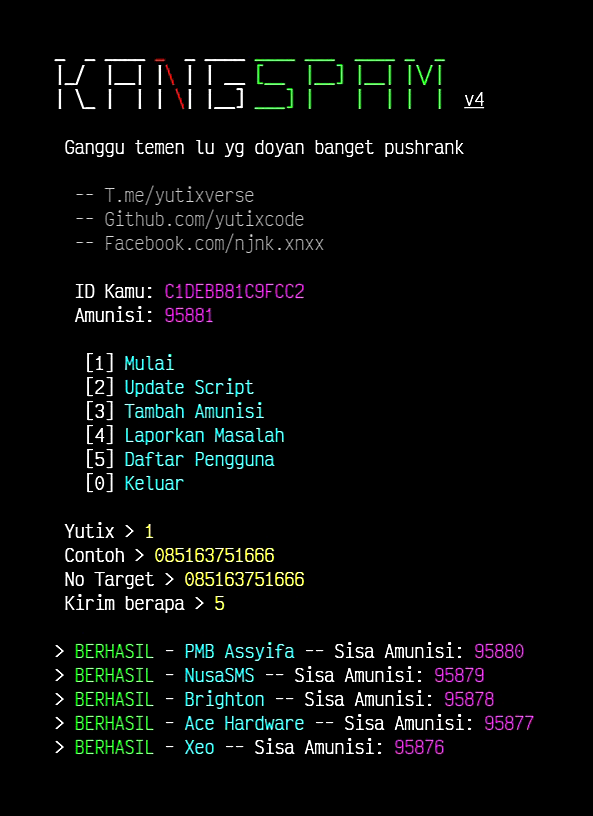 KANGSPAM v4
Ganggu temen lu yg doyan banget pushrank
-- T.me/yutixverse
-- Github.com/yutixcode
-- Facebook.com/njnk.xnxx
ID Kamu: C1DEBB81C9FCC2
Amunisi: 95881
[1] Mulai
[2] Update Script
[3] Tambah Amunisi
[4] Laporkan Masalah
[5] Daftar Pengguna
[0] Keluar
Yutix > 1
Contoh > 085163751666
No Target > 085163751666
Kirim berapa > 5
> BERHASIL - PMB Assyifa -- Sisa Amunisi: 95880
> BERHASIL - NusaSMS -- Sisa Amunisi: 95879
> BERHASIL - Brighton -- Sisa Amunisi: 95878
> BERHASIL - Ace Hardware -- Sisa Amunisi: 95877
> BERHASIL - Xeo -- Sisa Amunisi: 95876